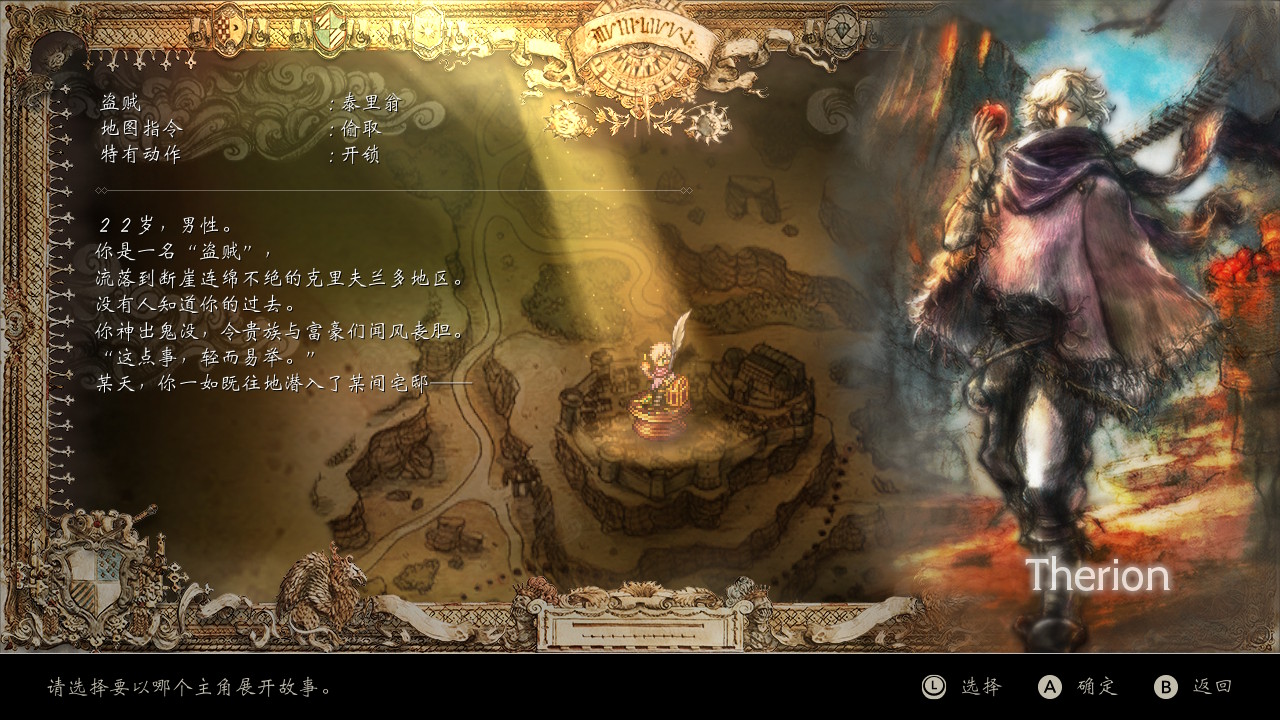 盗贼 : 泰里翁
地图指令 : 偷取
特有动作 : 开锁
22岁，男性。
你是一名“盗贼”，
流落到断崖连绵不绝的克里夫兰多地区。
没有人知道你的过去。
你神出鬼没，令贵族与富豪们闻风丧胆。
“这点事，轻而易举。”
某天，你一如既往地潜入了某间宅邸——
Therion
请选择要以哪个主角展开故事。
L 选择 A 确定 B 返回